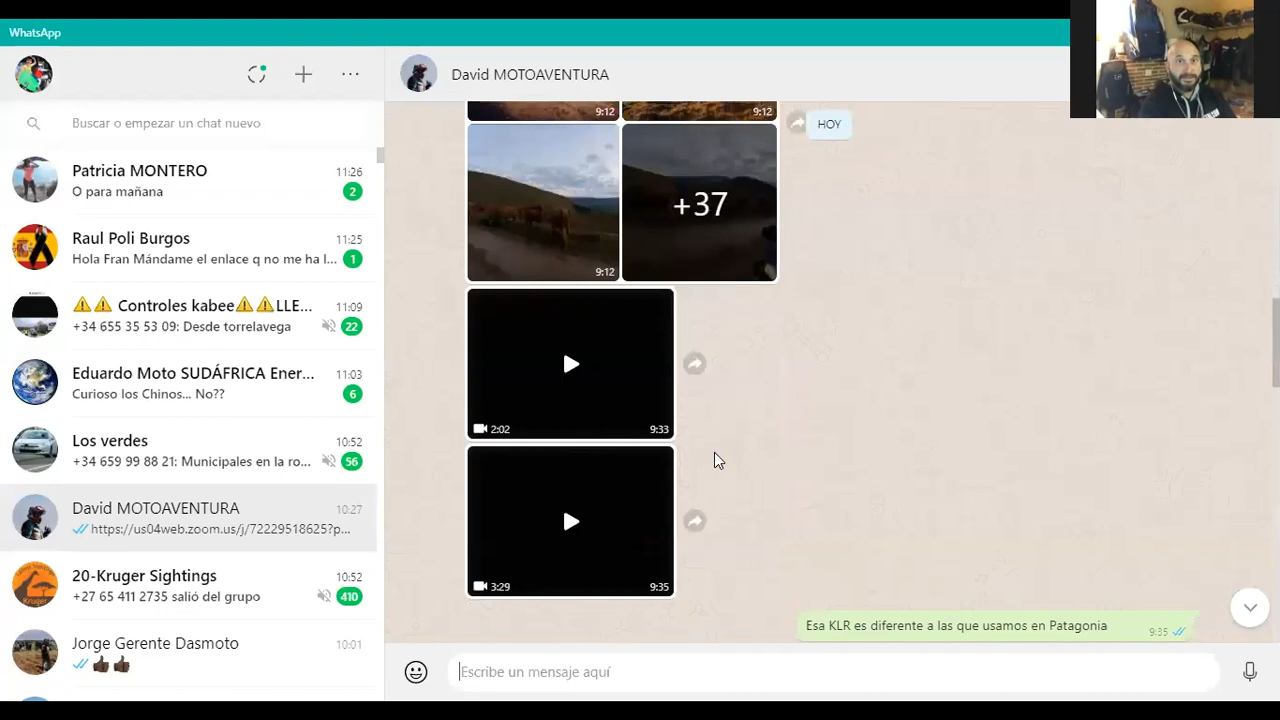 WhatsApp
David MOTOAVENTURA
Buscar o empezar un chat nuevo
Patricia MONTERO 11:26
O para mañana 2
Raul Poli Burgos 11:25
Hola Fran Mándame el enlace q no me ha l... 1
⚠️⚠️ Controles kabee⚠️⚠️LLE... 11:09
+34 655 35 53 09: Desde torrelavega 22
Eduardo Moto SUDÁFRICA Ener... 11:03
Curioso los Chinos... No?? 6
Los verdes 10:52
+34 659 99 88 21: Municipales en la ro... 56
David MOTOAVENTURA 10:27
https://us04web.zoom.us/j/72229518625?p...
20-Kruger Sightings 10:52
+27 65 411 2735 salió del grupo 410
Jorge Gerente Dasmoto 10:01
👍🏿👍🏿
9:12 9:12
HOY
+37
9:12
2:02 9:33
3:29 9:35
Esa KLR es diferente a las que usamos en Patagonia
9:35
Escribe un mensaje aquí